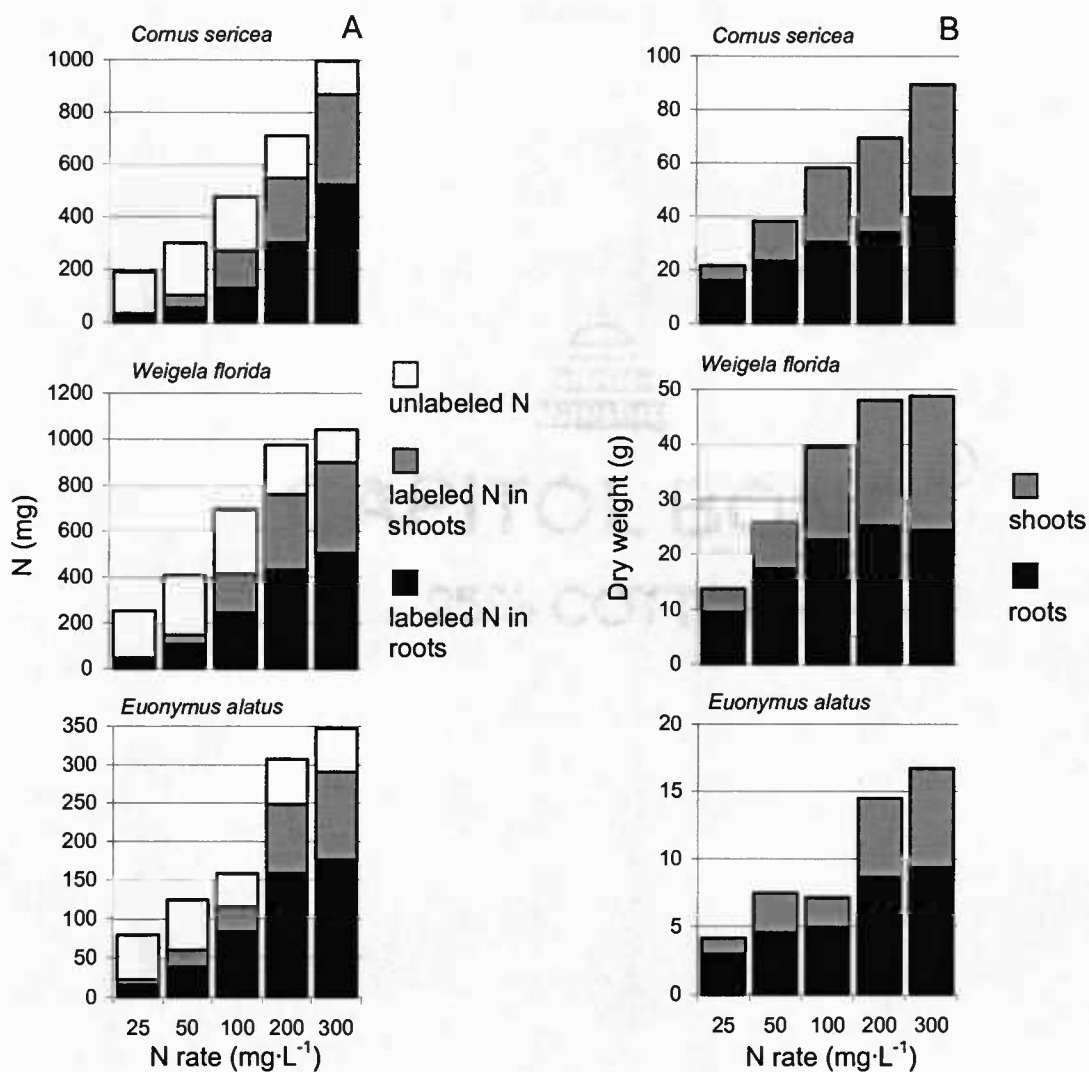 Cornus sericea
A
1000
800
600
400
200
0
Weigela florida
1200
1000
800
600
400
200
0
N (mg)
unlabeled N
labeled N in
shoots
labeled N in
roots
Euonymus alatus
350
300
250
200
150
100
50
0
25 50 100 200 300
N rate (mg·L⁻¹)
Cornus sericea
B
100
80
60
40
20
0
Weigela florida
50
40
30
20
10
0
Dry weight (g)
shoots
roots
Euonymus alatus
20
15
10
5
0
25 50 100 200 300
N rate (mg·L⁻¹)